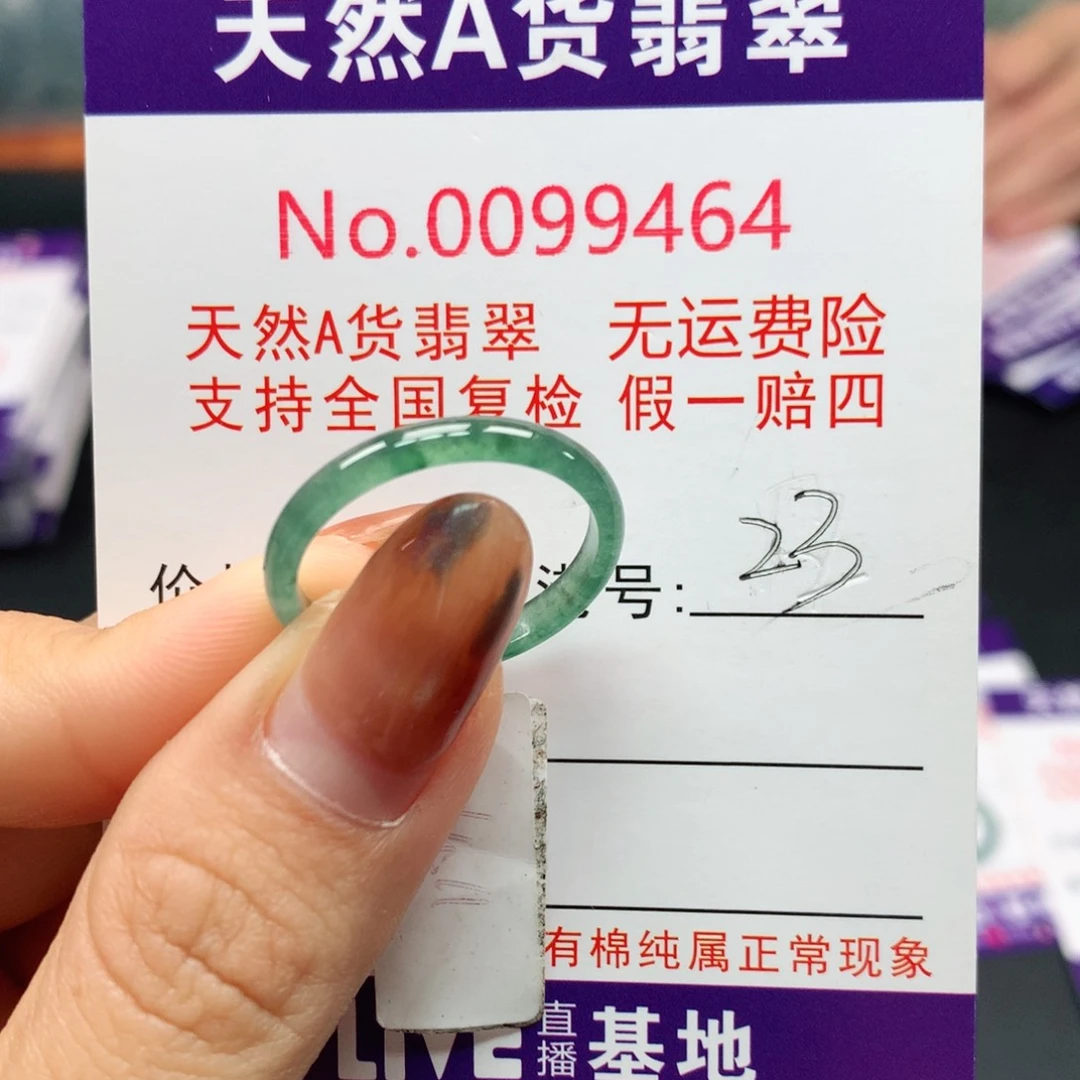 天然A货翡翠
No.0099464
天然A货翡翠 无运费险
支持全国复检 假一赔四
号: 23
有棉纯属正常现象
LIVE 直播 基地